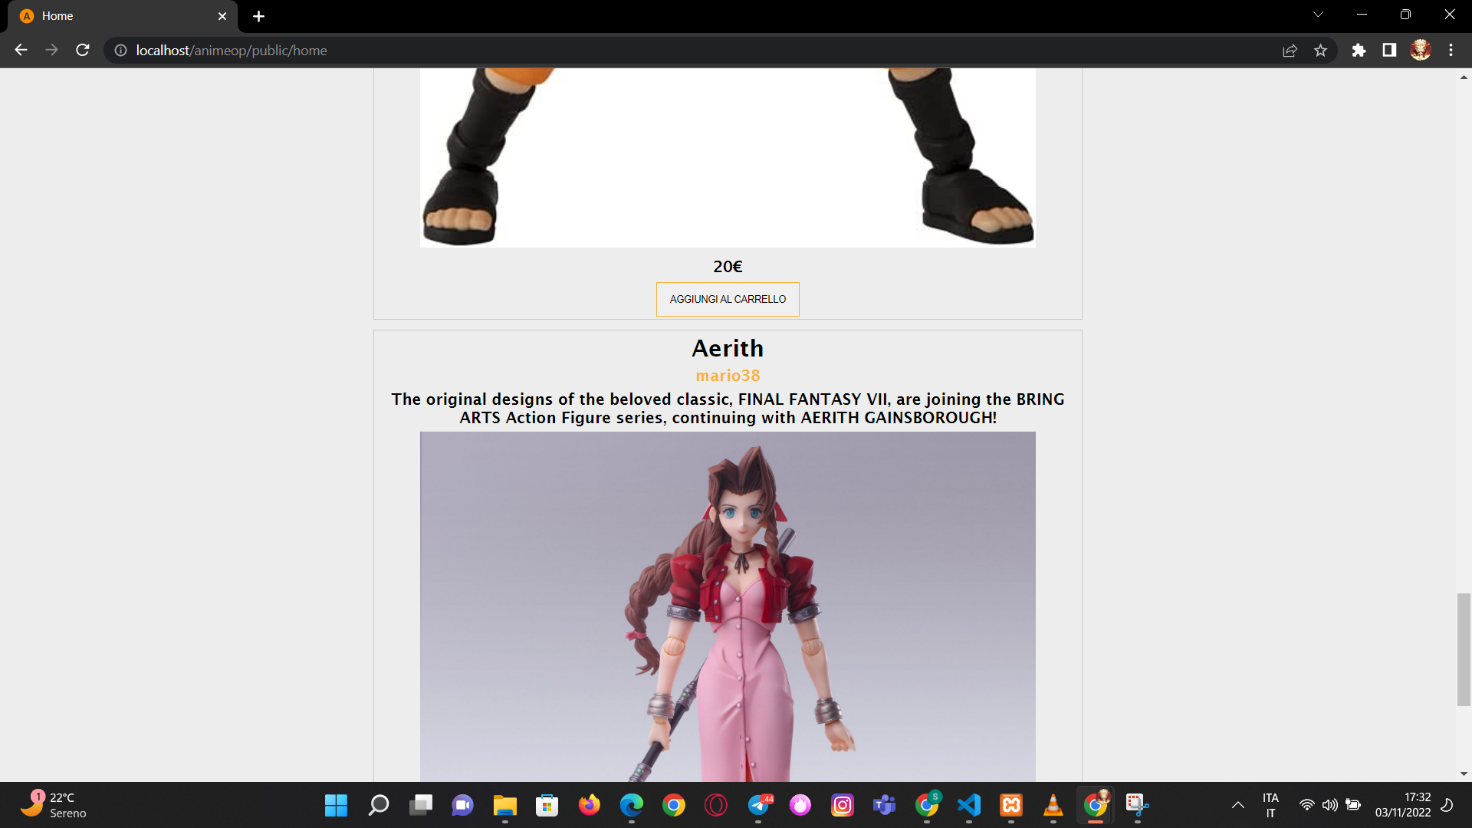 A Home
localhost/animeop/public/home
20€
AGGIUNGI AL CARRELLO
Aerith
mario38
The original designs of the beloved classic, FINAL FANTASY VII, are joining the BRING
ARTS Action Figure series, continuing with AERITH GAINSBOROUGH!
1
22°C
Sereno
44
S
ITA
IT
17:32
03/11/2022